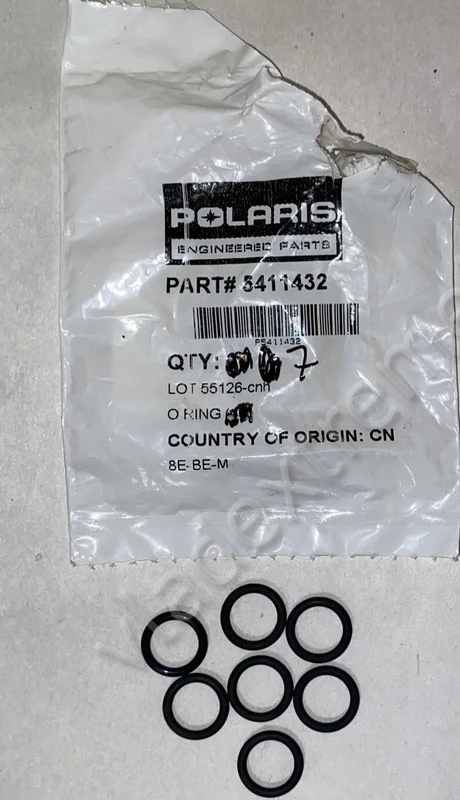 POLARIS
ENGINEERED PARTS
PART# 5411432
P5411432
QTY: 7
LOT 55126-cnh
O RING
COUNTRY OF ORIGIN: CN
8E-BE-M